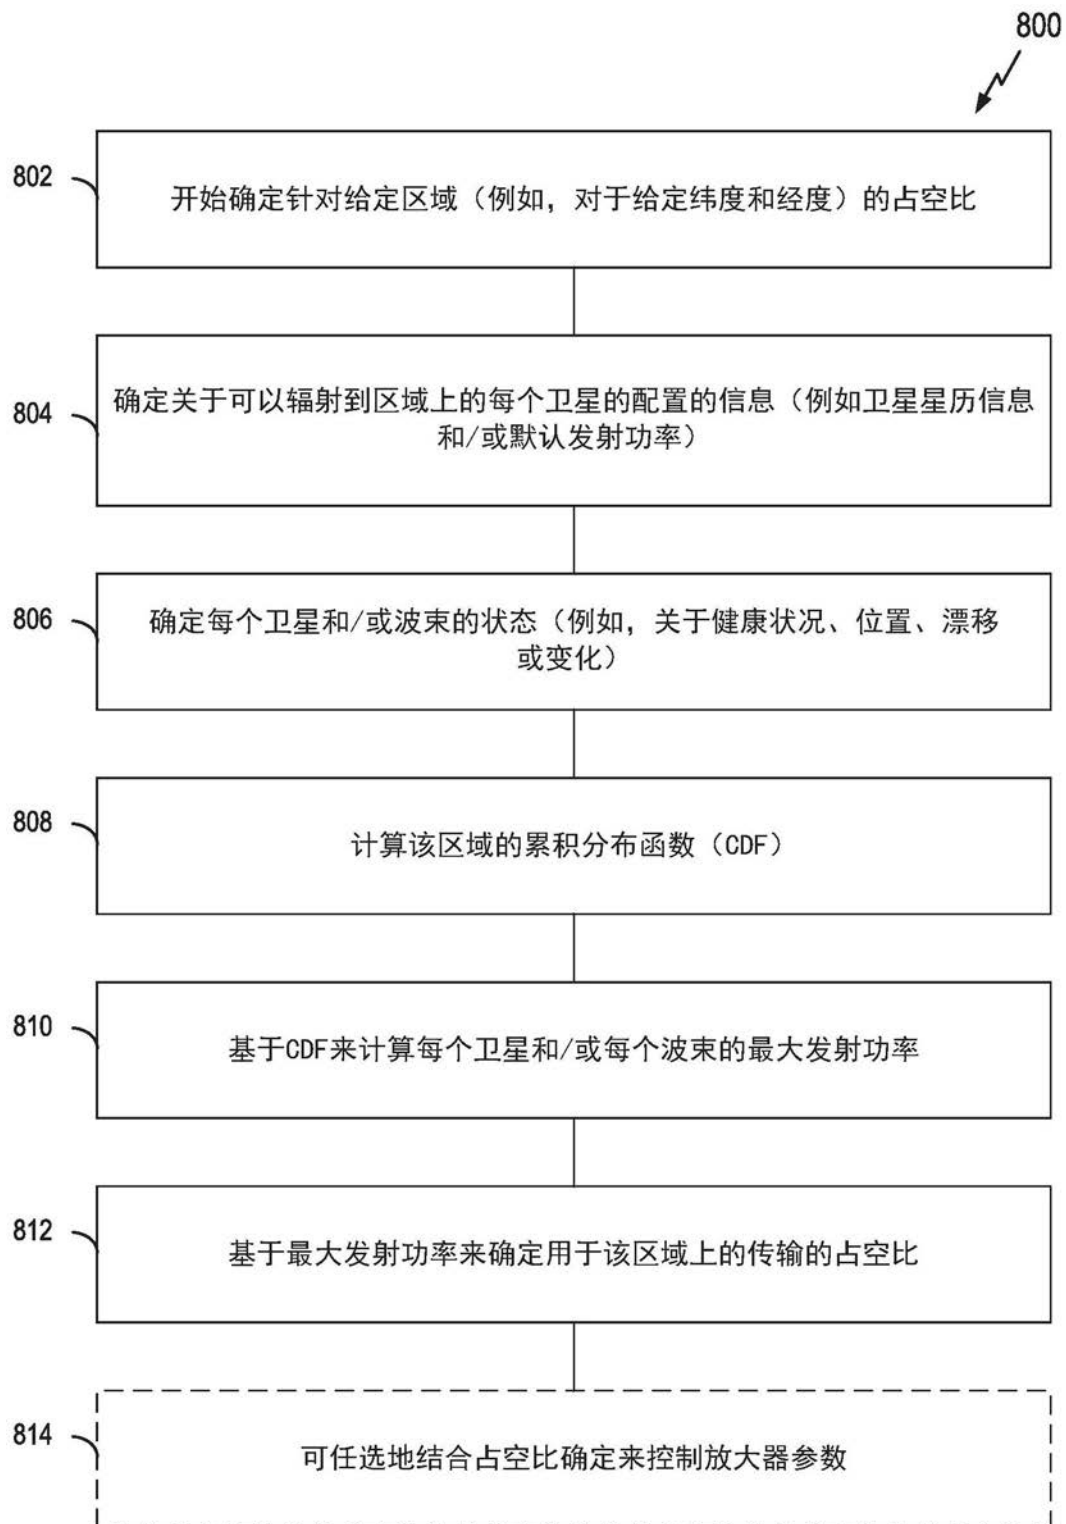 800
802
开始确定针对给定区域（例如，对于给定纬度和经度）的占空比
804
确定关于可以辐射到区域上的每个卫星的配置的信息（例如卫星星历信息
和/或默认发射功率）
806
确定每个卫星和/或波束的状态（例如，关于健康状况、位置、漂移
或变化）
808
计算该区域的累积分布函数（CDF）
810
基于CDF来计算每个卫星和/或每个波束的最大发射功率
812
基于最大发射功率来确定用于该区域上的传输的占空比
814
可任选地结合占空比确定来控制放大器参数